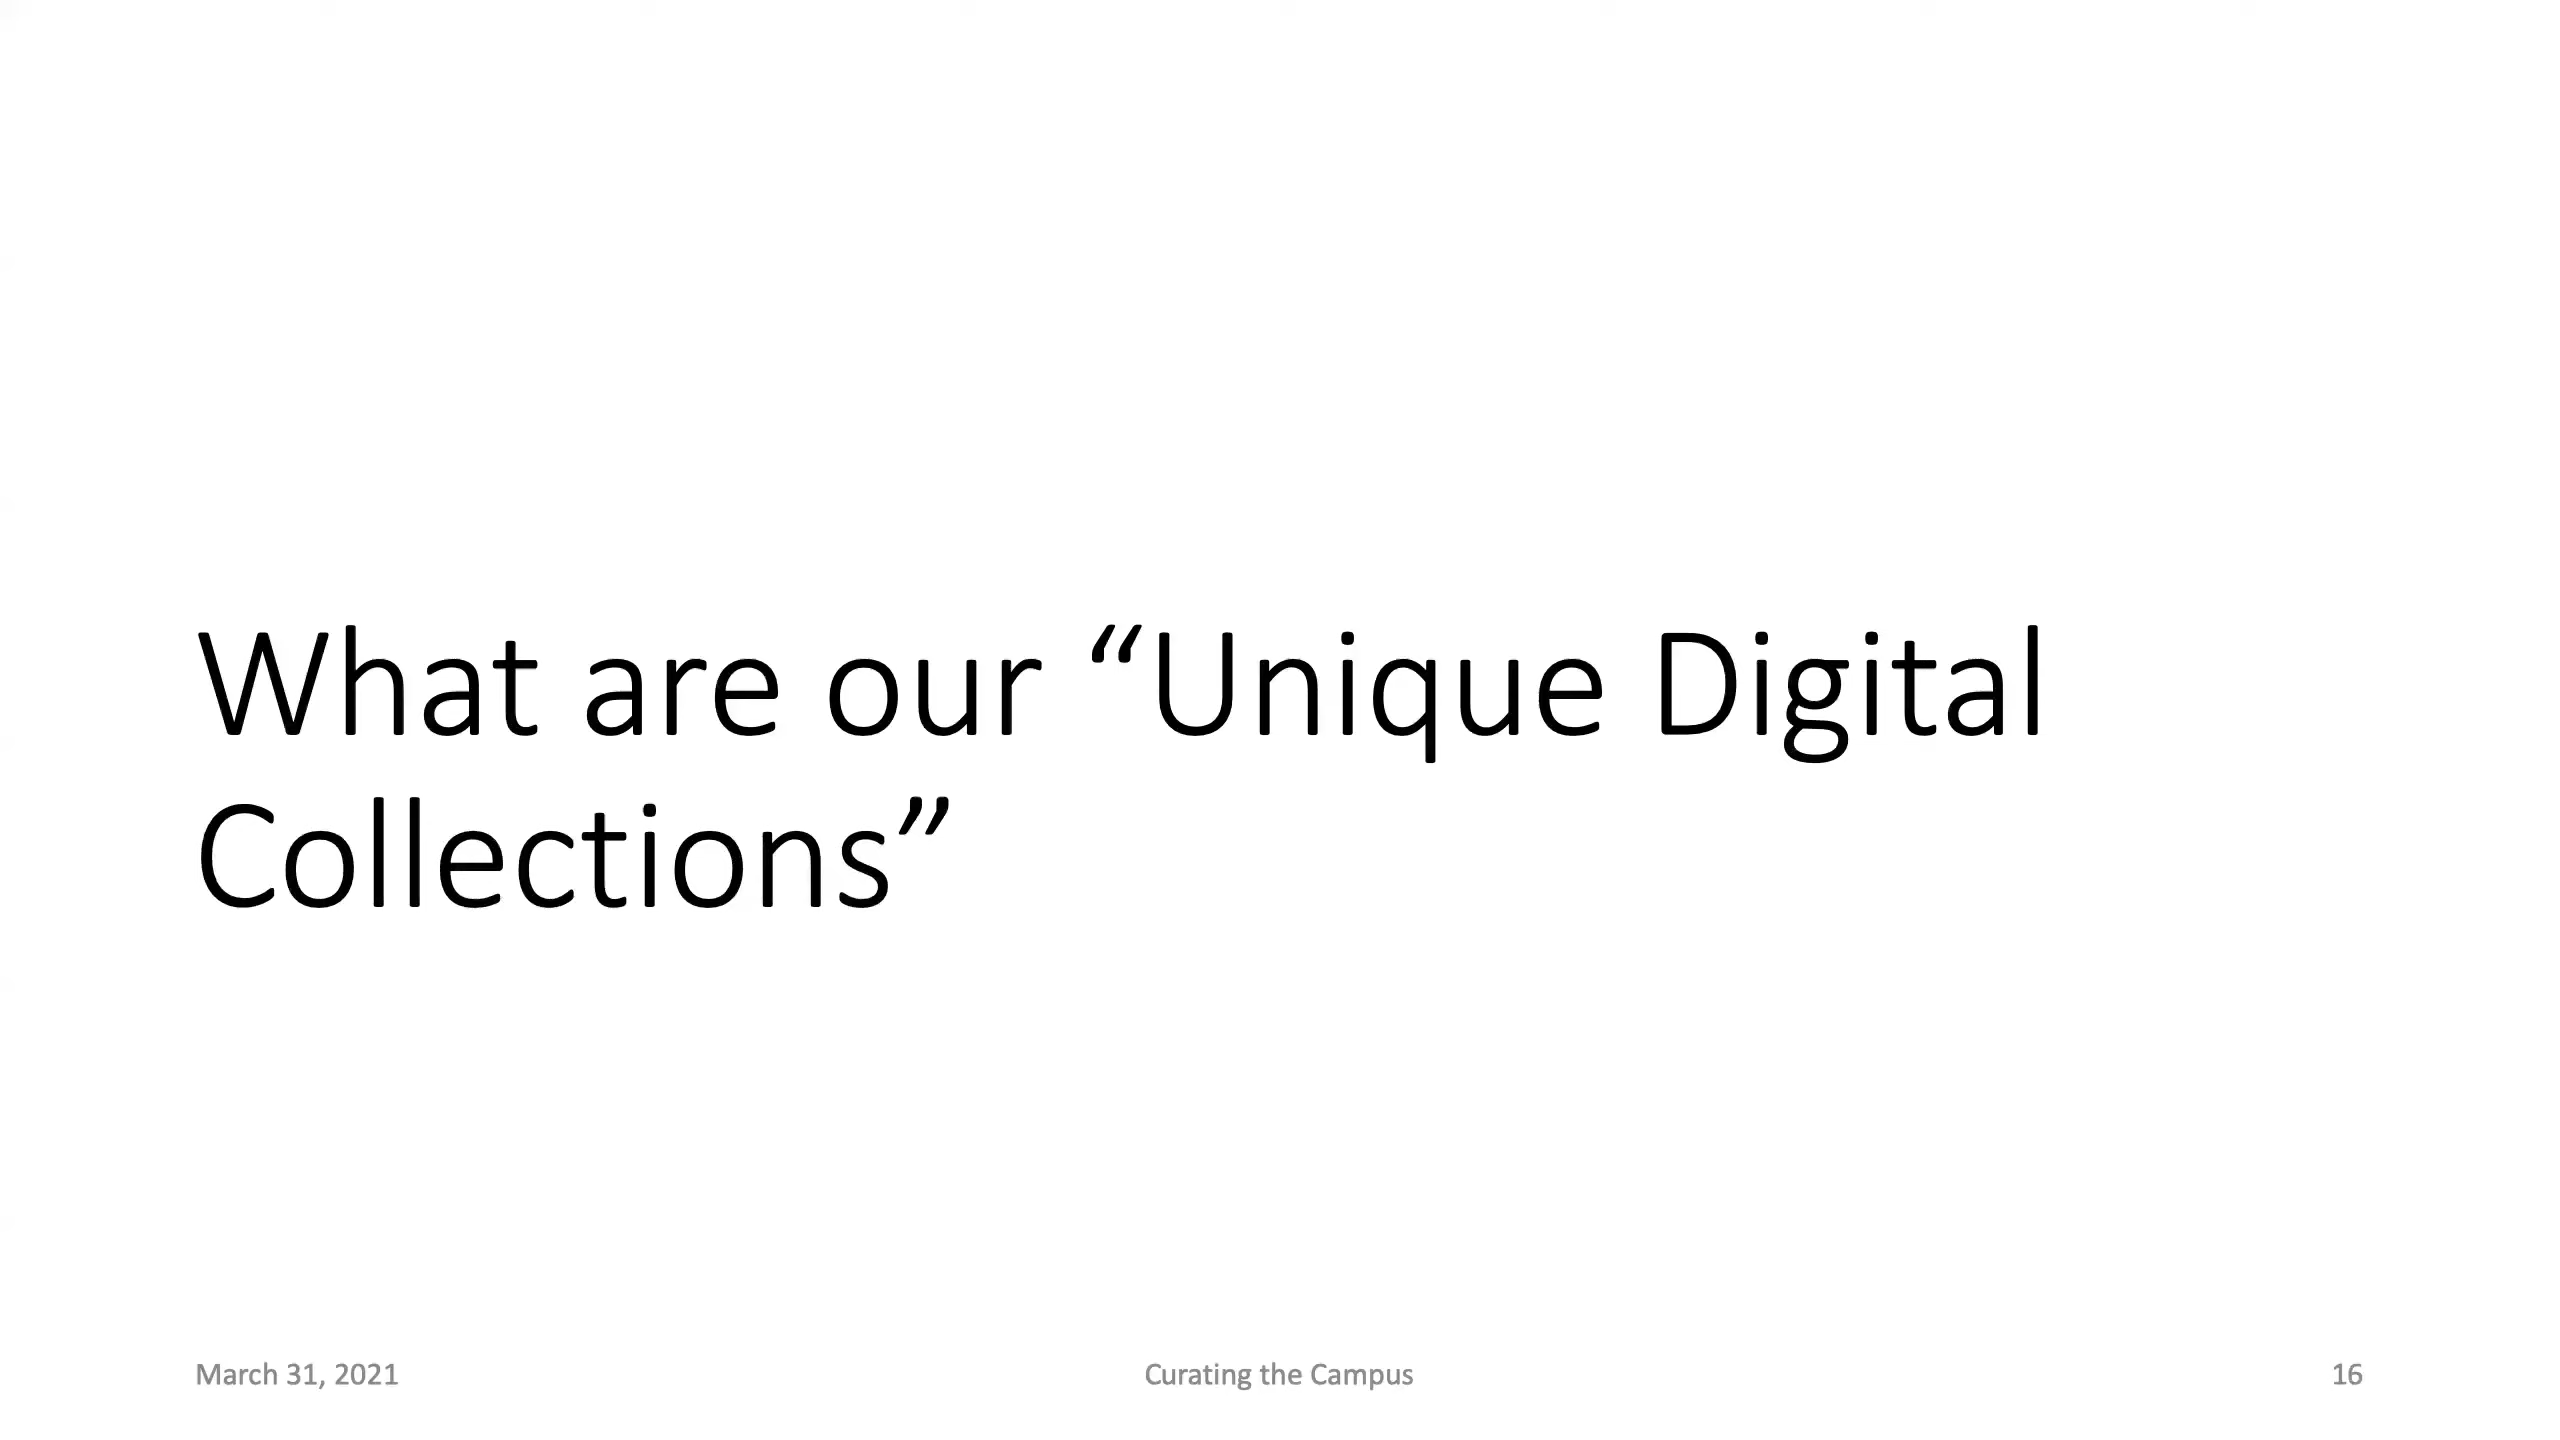 What are our “Unique Digital
Collections”
March 31, 2021
Curating the Campus
16